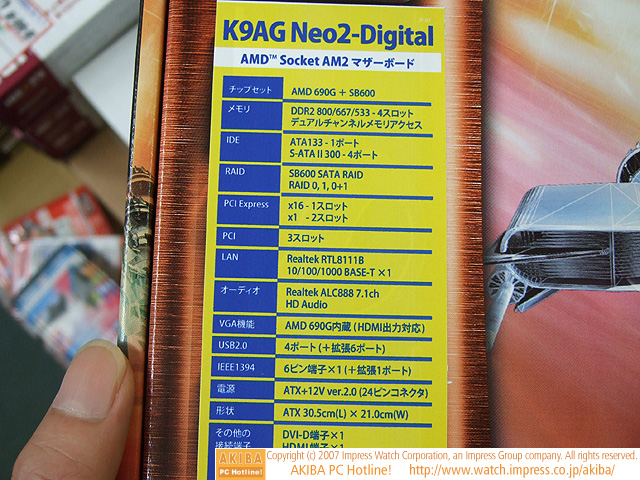 K9AG Neo2-Digital
AMD™ Socket AM2 マザーボード
チップセット AMD 690G + SB600
メモリ DDR2 800/667/533 - 4スロット
デュアルチャンネルメモリアクセス
IDE ATA133 - 1ポート
S-ATA II 300 - 4ポート
RAID SB600 SATA RAID
RAID 0, 1, 0+1
PCI Express x16 - 1スロット
x1 - 2スロット
PCI 3スロット
LAN Realtek RTL8111B
10/100/1000 BASE-T ×1
オーディオ Realtek ALC888 7.1ch
HD Audio
VGA機能 AMD 690G内蔵 (HDMI出力対応)
USB2.0 4ポート (+拡張6ポート)
IEEE1394 6ピン端子×1 (+拡張1ポート)
電源 ATX+12V ver.2.0 (24ピンコネクタ)
形状 ATX 30.5cm(L) × 21.0cm(W)
その他の DVI-D端子×1
接続端子 HDMI端子×1
AKIBA
PC Hotline!
Copyright (c) 2007 Impress Watch Corporation, an Impress Group company. All rights reserved.
AKIBA PC Hotline! http://www.watch.impress.co.jp/akiba/